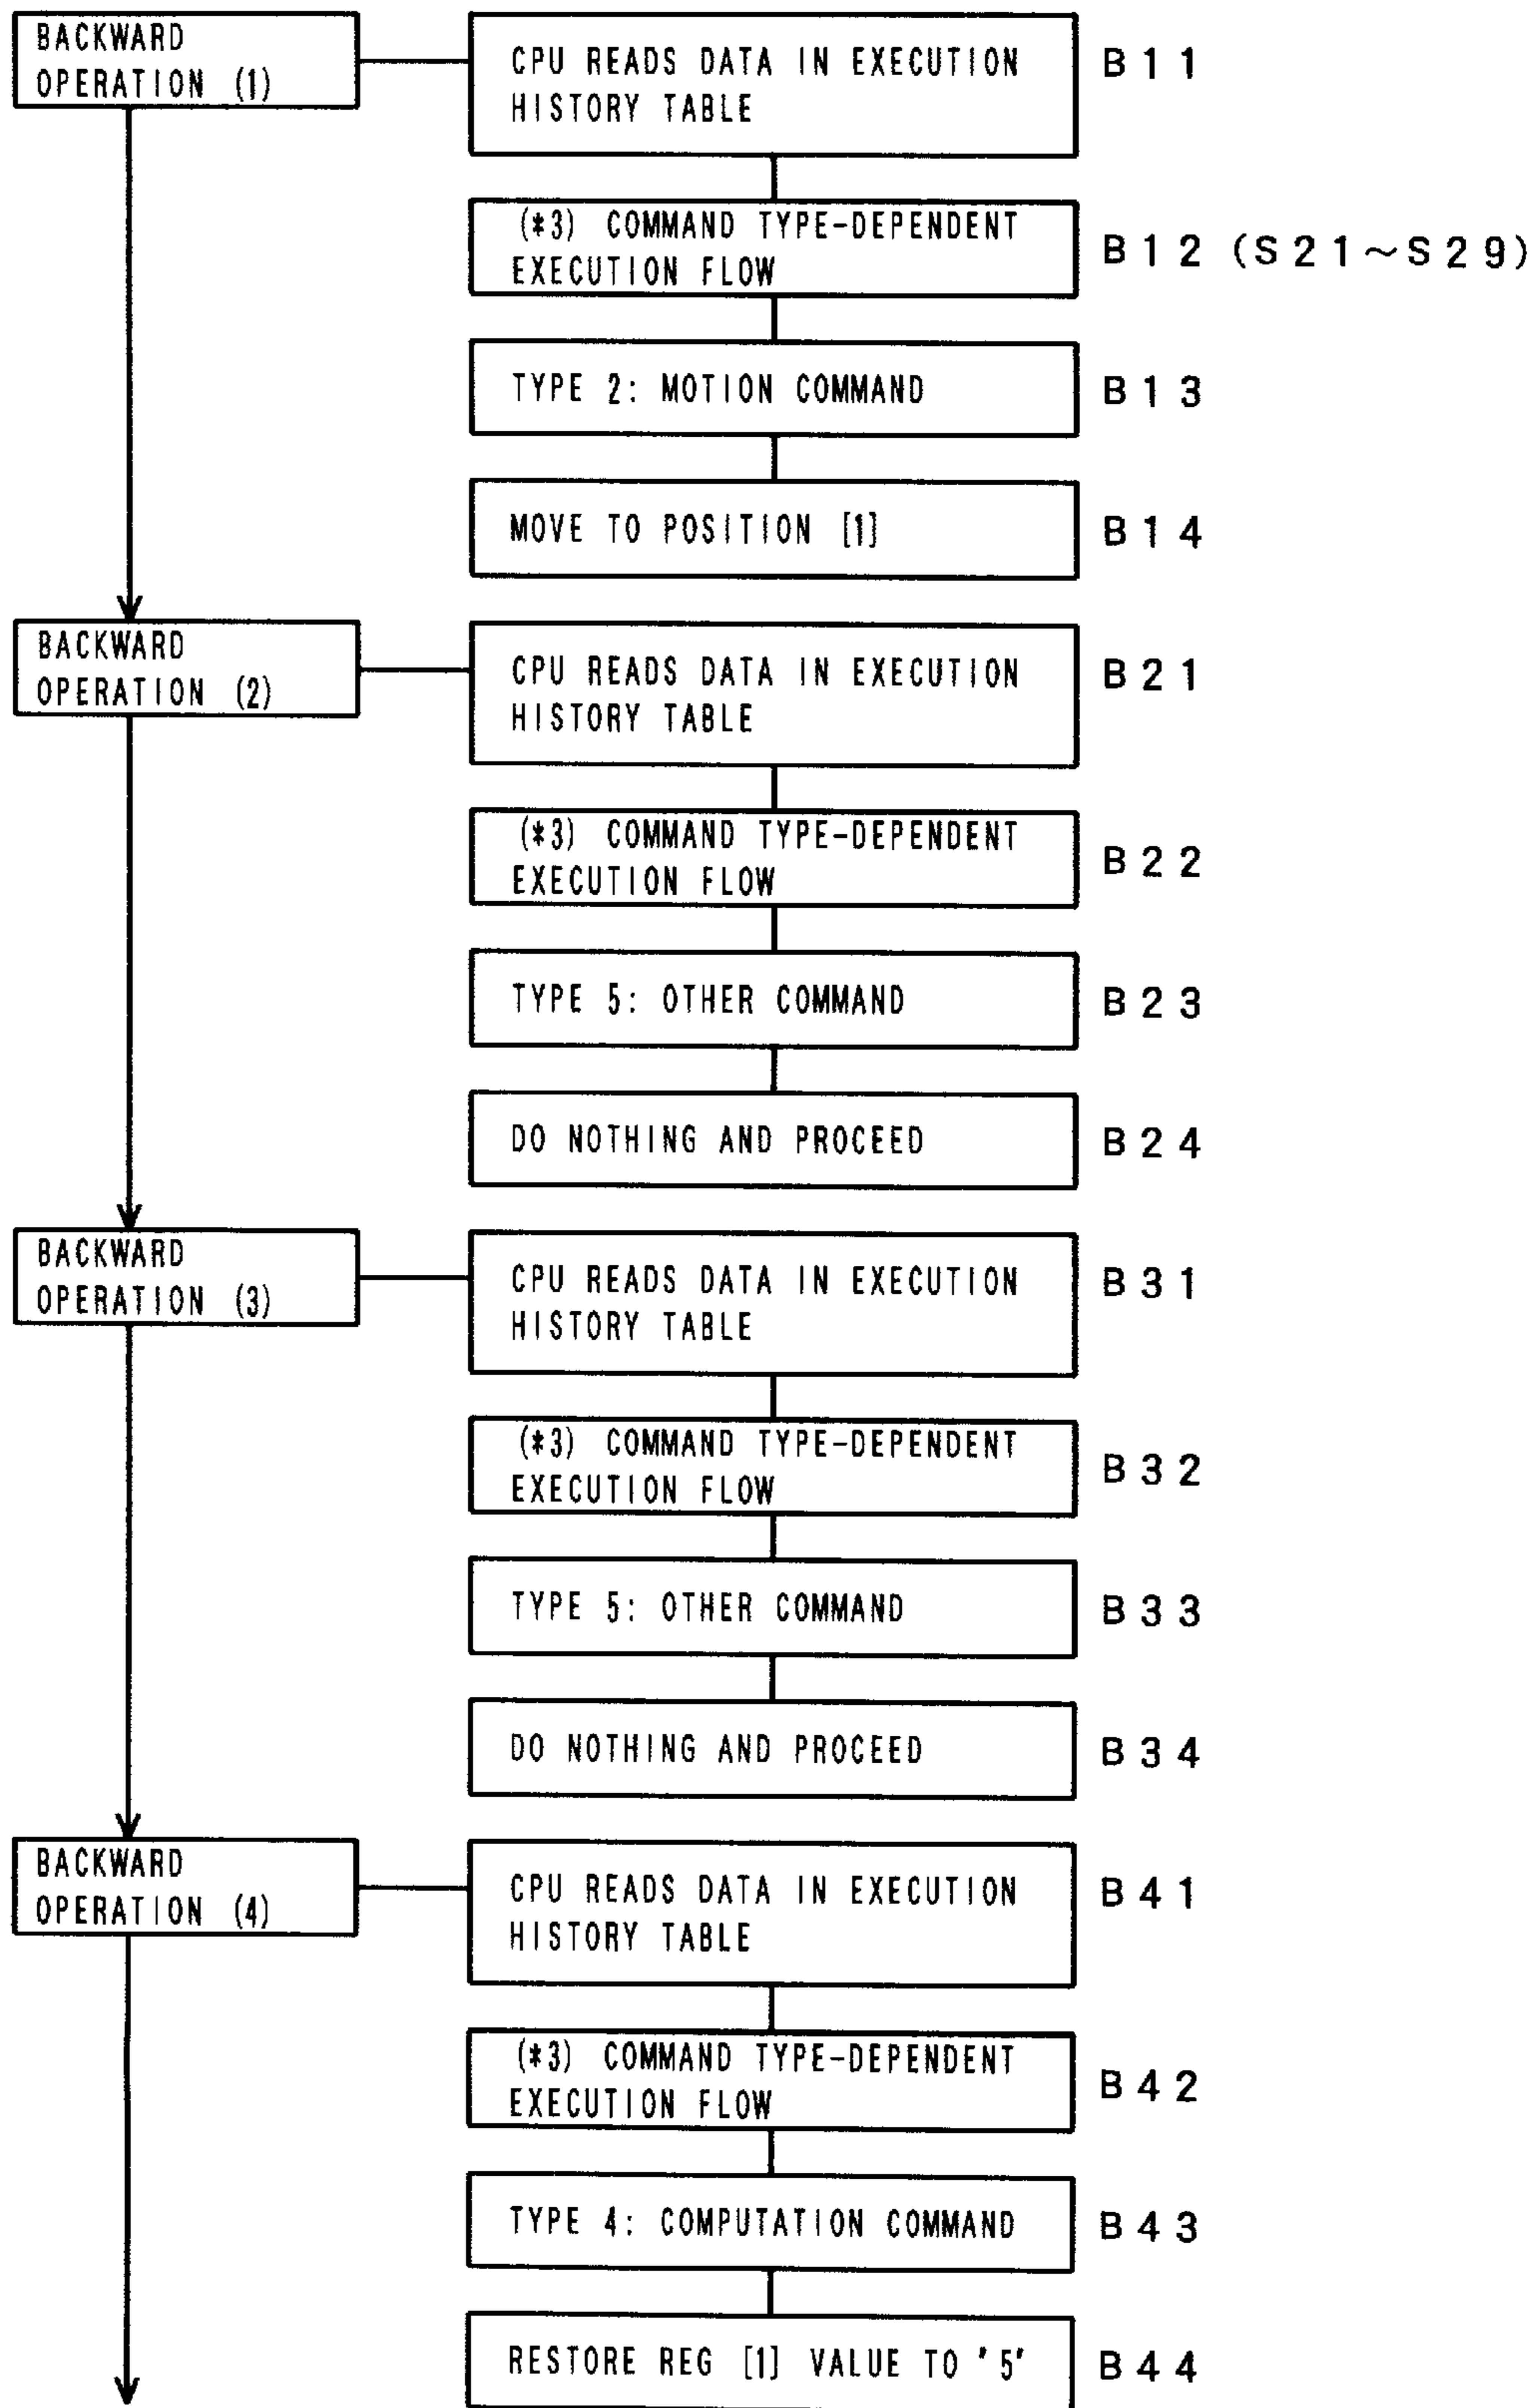 BACKWARD
OPERATION (1)
CPU READS DATA IN EXECUTION
HISTORY TABLE
B11
(*3) COMMAND TYPE-DEPENDENT
EXECUTION FLOW
B12 (S21~S29)
TYPE 2: MOTION COMMAND
B13
MOVE TO POSITION [1]
B14
BACKWARD
OPERATION (2)
CPU READS DATA IN EXECUTION
HISTORY TABLE
B21
(*3) COMMAND TYPE-DEPENDENT
EXECUTION FLOW
B22
TYPE 5: OTHER COMMAND
B23
DO NOTHING AND PROCEED
B24
BACKWARD
OPERATION (3)
CPU READS DATA IN EXECUTION
HISTORY TABLE
B31
(*3) COMMAND TYPE-DEPENDENT
EXECUTION FLOW
B32
TYPE 5: OTHER COMMAND
B33
DO NOTHING AND PROCEED
B34
BACKWARD
OPERATION (4)
CPU READS DATA IN EXECUTION
HISTORY TABLE
B41
(*3) COMMAND TYPE-DEPENDENT
EXECUTION FLOW
B42
TYPE 4: COMPUTATION COMMAND
B43
RESTORE REG [1] VALUE TO '5'
B44